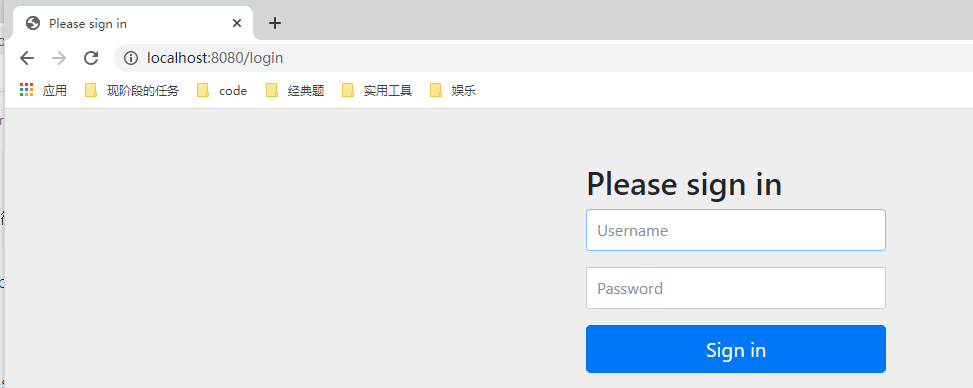 Please sign in
localhost:8080/login
应用 现阶段的任务 code 经典题 实用工具 娱乐
Please sign in
Username
Password
Sign in